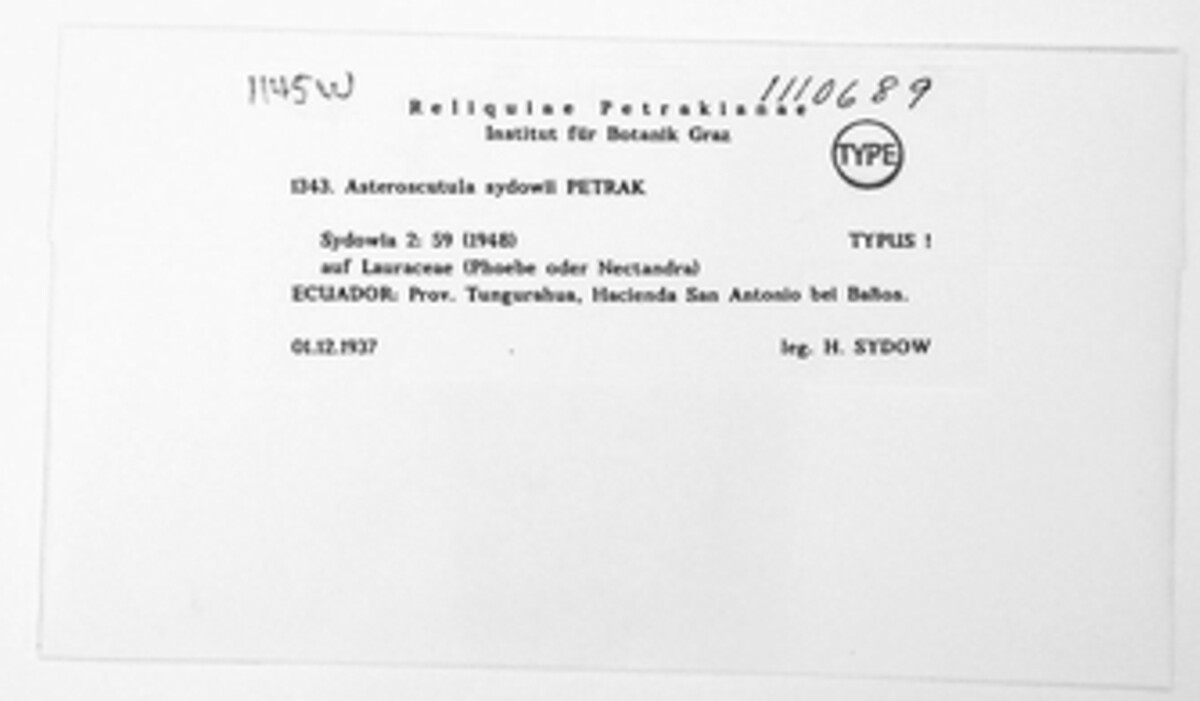 1145W
1110689
Reliquiae Petrakianae
Institut für Botanik Graz
TYPE
1343. Asteroscutula sydowii PETRAK
Sydowia 2: 59 (1948) TYPUS !
auf Lauraceae (Phoebe oder Nectandra)
ECUADOR: Prov. Tungurahua, Hacienda San Antonio bei Baños.
01.12.1937 leg. H. SYDOW